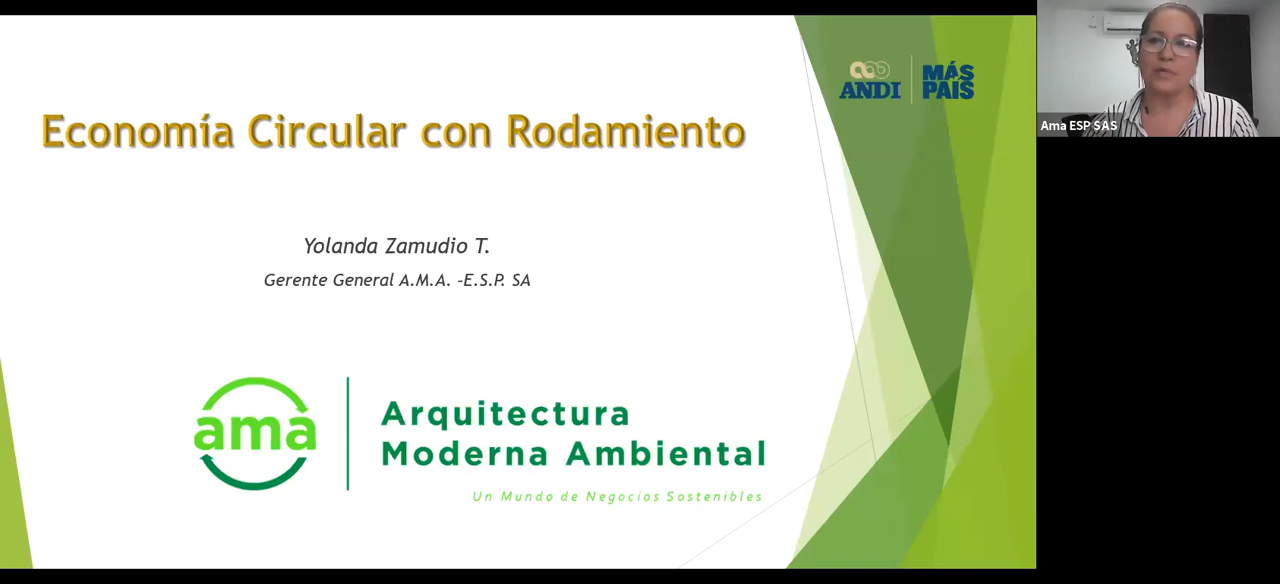 Economía Circular con Rodamiento
ANDI
MÁS
PAÍS
Yolanda Zamudio T.
Gerente General A.M.A. -E.S.P. SA
ama
Arquitectura
Moderna Ambiental
Un Mundo de Negocios Sostenibles
Ama ESP SAS